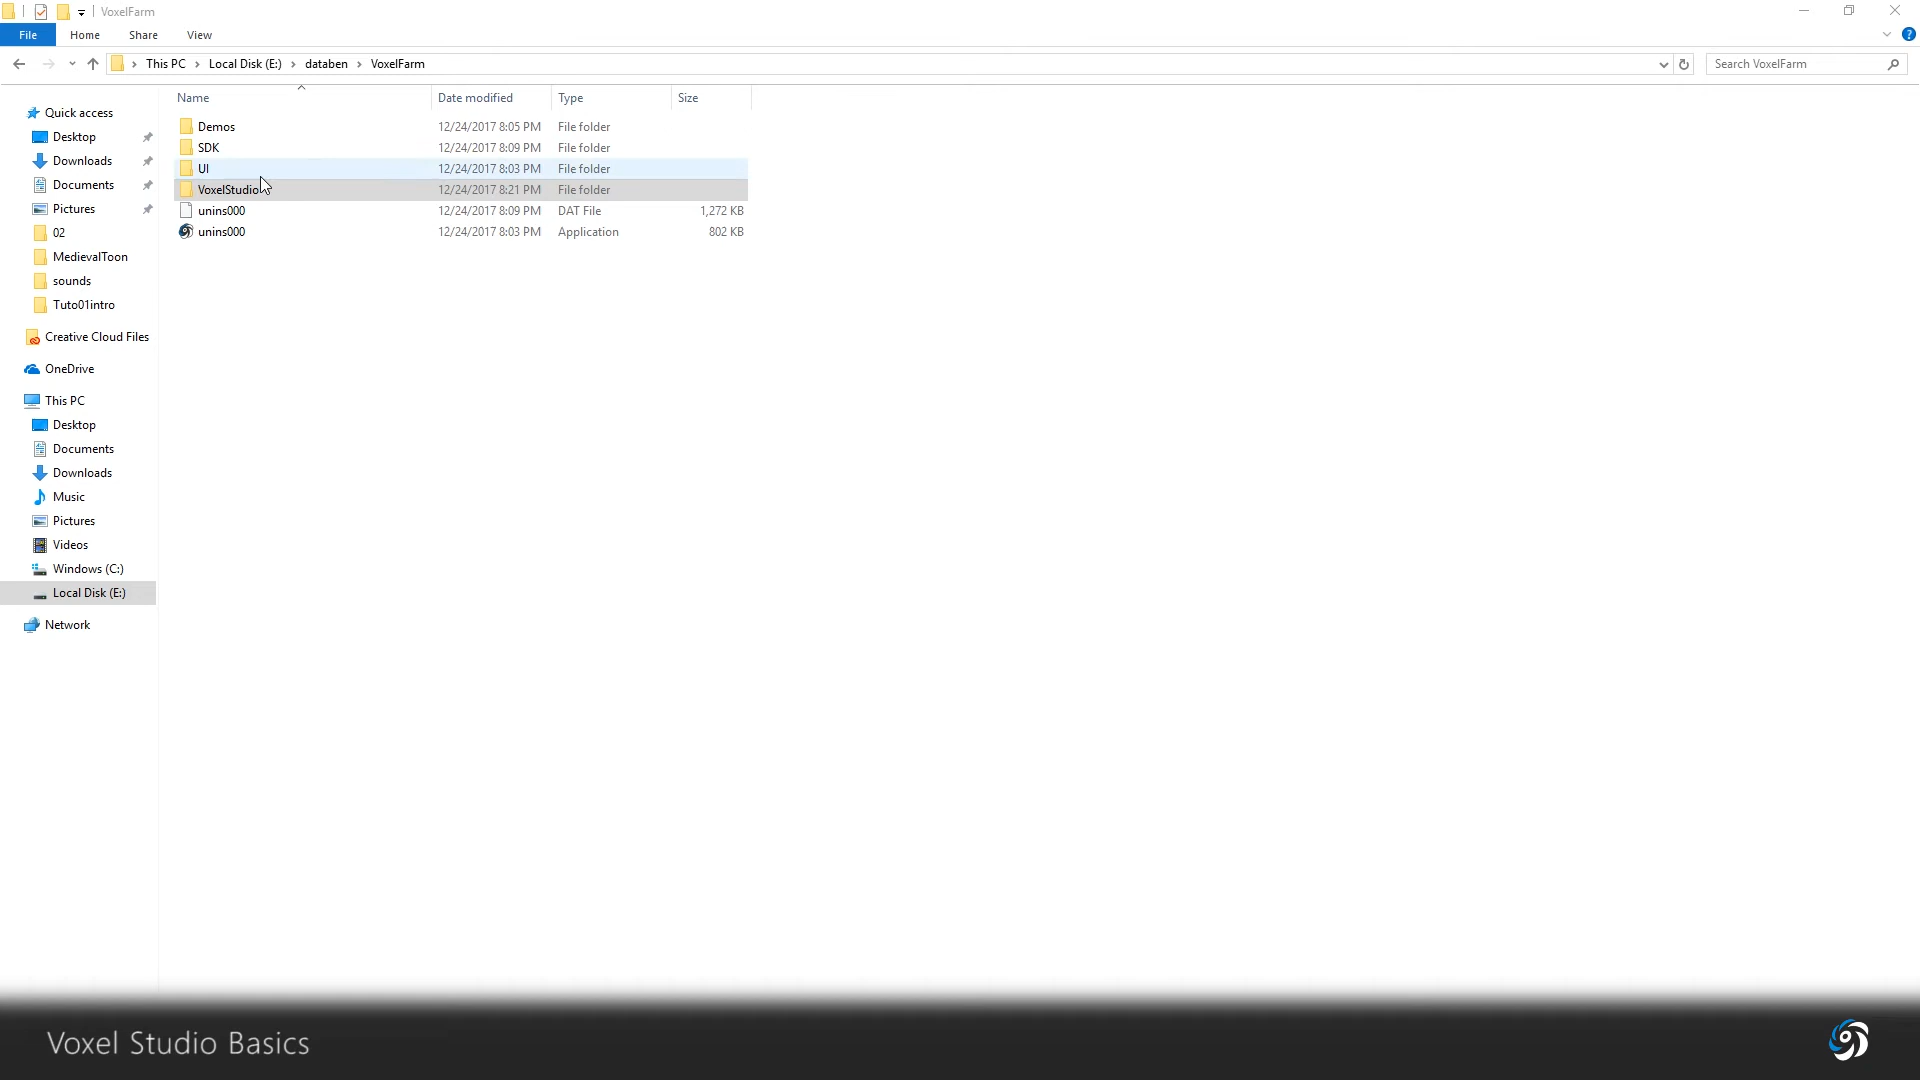 VoxelFarm
File Home Share View
This PC Local Disk (E:) databen VoxelFarm Search VoxelFarm
Name Date modified Type Size
Demos 12/24/2017 8:05 PM File folder
SDK 12/24/2017 8:09 PM File folder
UI 12/24/2017 8:03 PM File folder
VoxelStudio 12/24/2017 8:21 PM File folder
unins000 12/24/2017 8:09 PM DAT File 1,272 KB
unins000 12/24/2017 8:03 PM Application 802 KB
Quick access
Desktop
Downloads
Documents
Pictures
02
MedievalToon
sounds
Tuto01intro
Creative Cloud Files
OneDrive
This PC
Desktop
Documents
Downloads
Music
Pictures
Videos
Windows (C:)
Local Disk (E:)
Network
Voxel Studio Basics